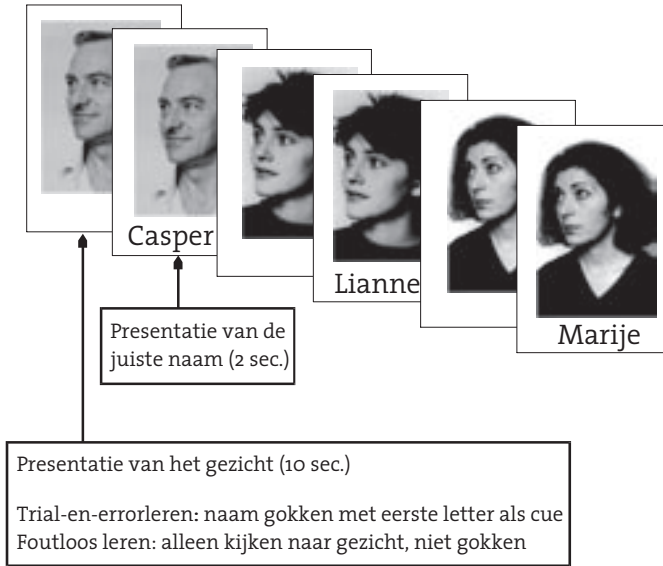 Casper
Lianne
Marije
Presentatie van de
juiste naam (2 sec.)
Presentatie van het gezicht (10 sec.)
Trial-en-errorleren: naam gokken met eerste letter als cue
Foutloos leren: alleen kijken naar gezicht, niet gokken